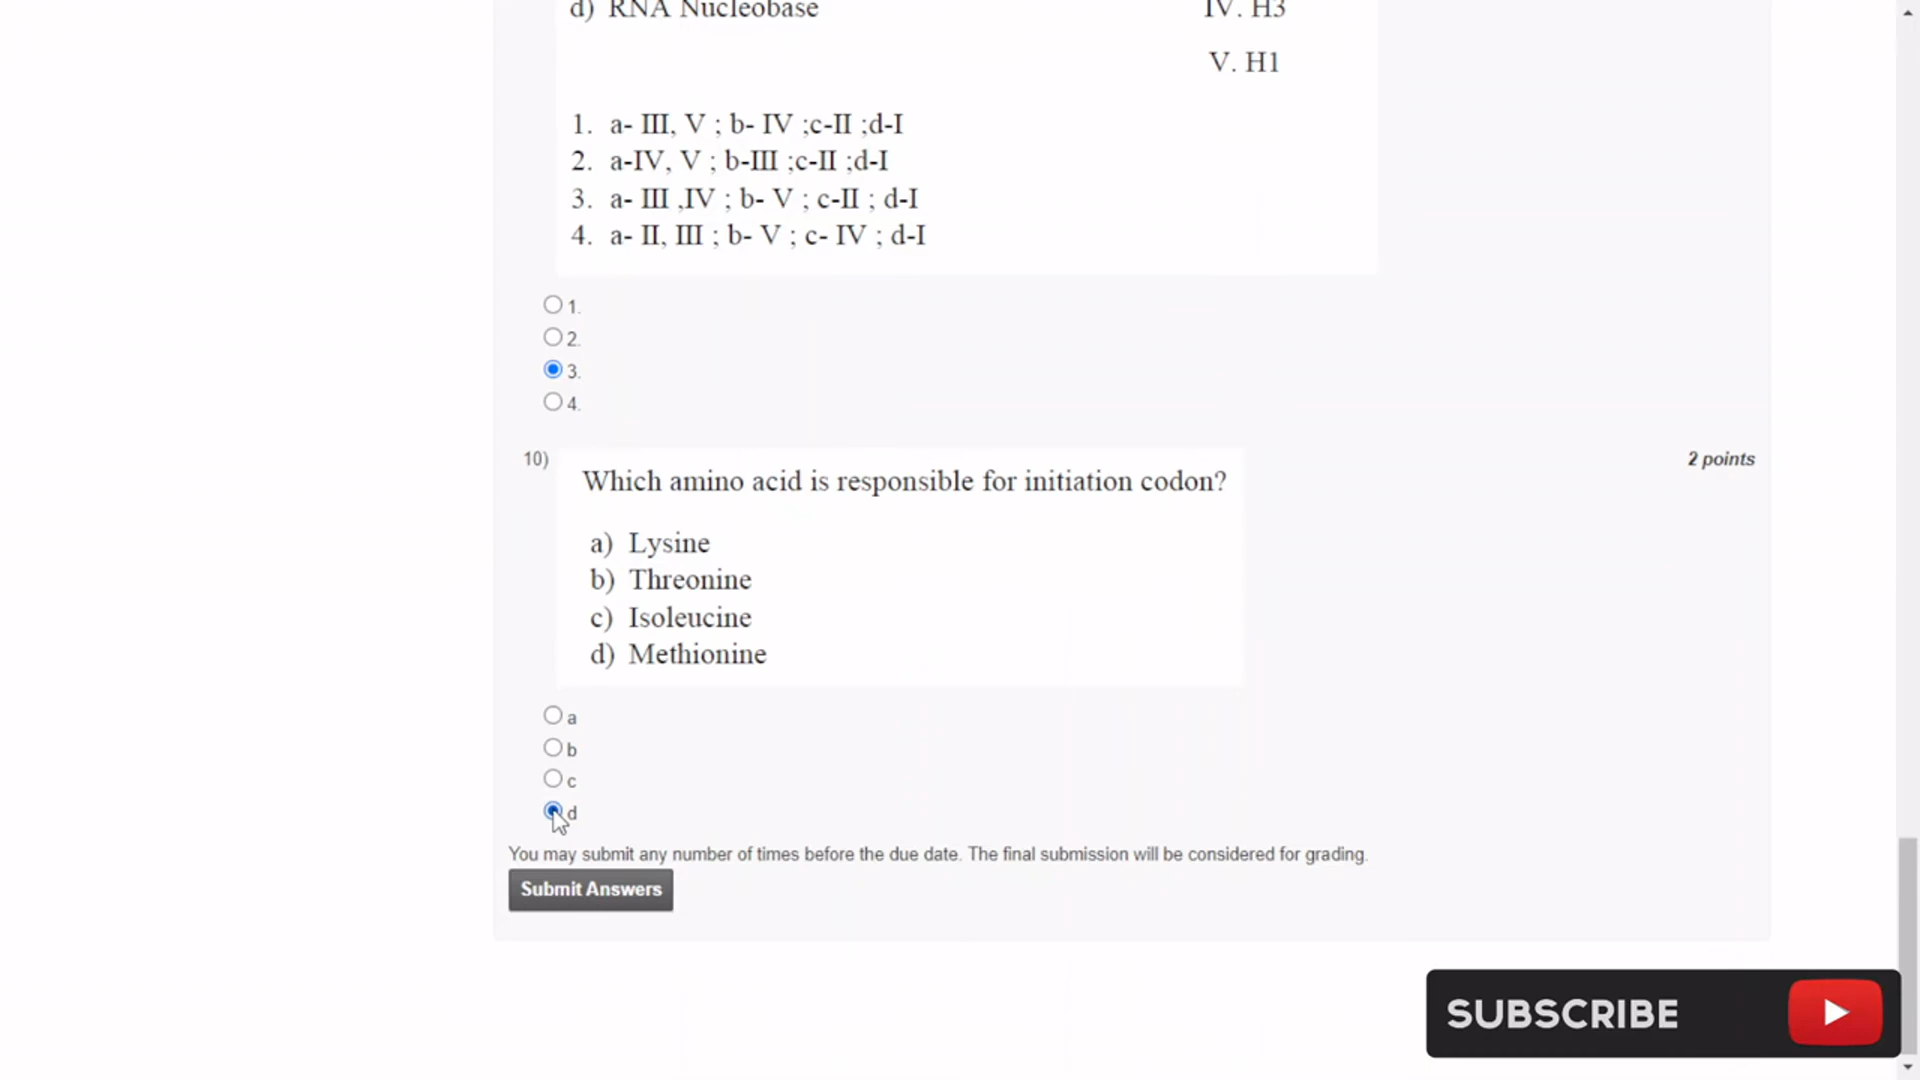 d) RNA Nucleobase IV. H3
V. H1
1. a- III, V ; b- IV ;c-II ;d-I
2. a-IV, V ; b-III ;c-II ;d-I
3. a- III ,IV ; b- V ; c-II ; d-I
4. a- II, III ; b- V ; c- IV ; d-I
1.
2.
3.
4.
10) 2 points
Which amino acid is responsible for initiation codon?
a) Lysine
b) Threonine
c) Isoleucine
d) Methionine
a
b
c
d
You may submit any number of times before the due date. The final submission will be considered for grading.
Submit Answers
SUBSCRIBE